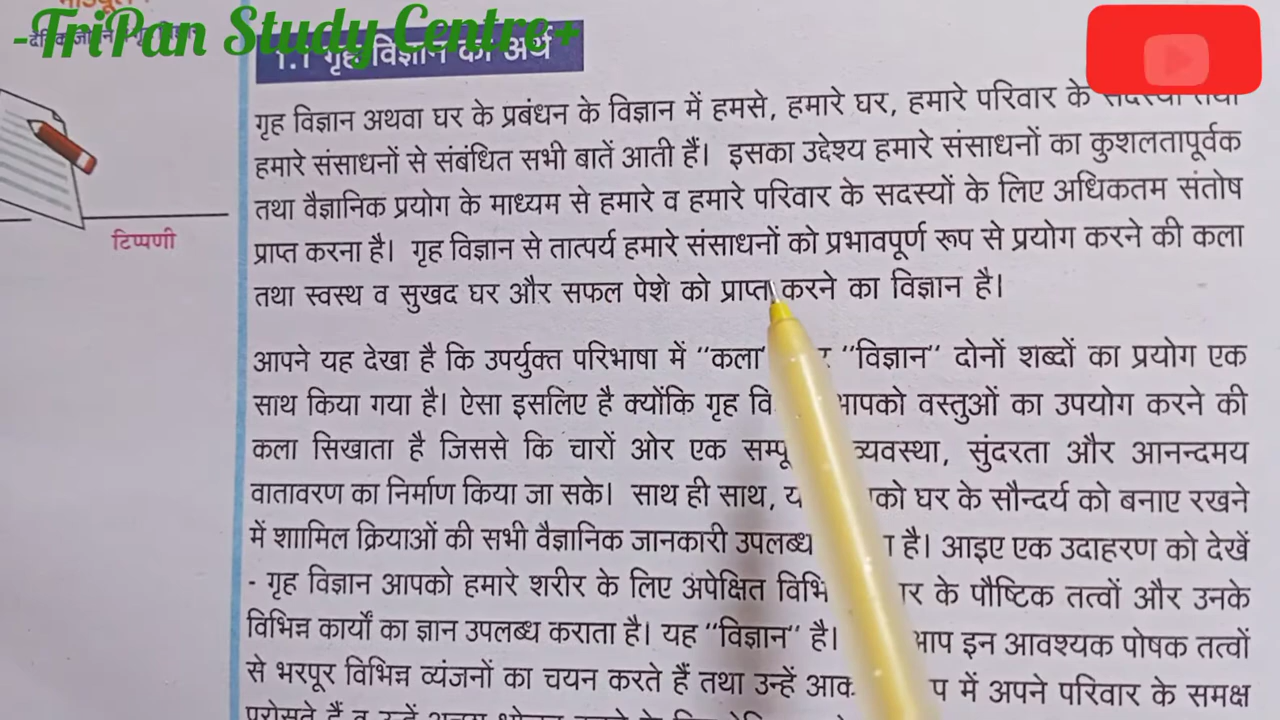 -TriPan Study Centre+
1.1 गृह विज्ञान का अर्थ
गृह विज्ञान अथवा घर के प्रबंधन के विज्ञान में हमसे, हमारे घर, हमारे परिवार के सदस्यों तथा
हमारे संसाधनों से संबंधित सभी बातें आती हैं। इसका उद्देश्य हमारे संसाधनों का कुशलतापूर्वक
तथा वैज्ञानिक प्रयोग के माध्यम से हमारे व हमारे परिवार के सदस्यों के लिए अधिकतम संतोष
प्राप्त करना है। गृह विज्ञान से तात्पर्य हमारे संसाधनों को प्रभावपूर्ण रूप से प्रयोग करने की कला
टिप्पणी
तथा स्वस्थ व सुखद घर और सफल पेशे को प्राप्त करने का विज्ञान है।
आपने यह देखा है कि उपर्युक्त परिभाषा में "कला" "विज्ञान" दोनों शब्दों का प्रयोग एक
साथ किया गया है। ऐसा इसलिए है क्योंकि गृह आपको वस्तुओं का उपयोग करने की
कला सिखाता है जिससे कि चारों ओर एक व्यवस्था, सुंदरता और आनन्दमय
वातावरण का निर्माण किया जा सके। साथ ही साथ, घर के सौन्दर्य को बनाए रखने
में शाामिल क्रियाओं की सभी वैज्ञानिक जानकारी उपलब्ध है। आइए एक उदाहरण को देखें
- गृह विज्ञान आपको हमारे शरीर के लिए अपेक्षित के पौष्टिक तत्वों और उनके
विभिन्न कार्यों का ज्ञान उपलब्ध कराता है। यह "विज्ञान" है। आप इन आवश्यक पोषक तत्वों
से भरपूर विभिन्न व्यंजनों का चयन करते हैं तथा उन्हें में अपने परिवार के समक्ष